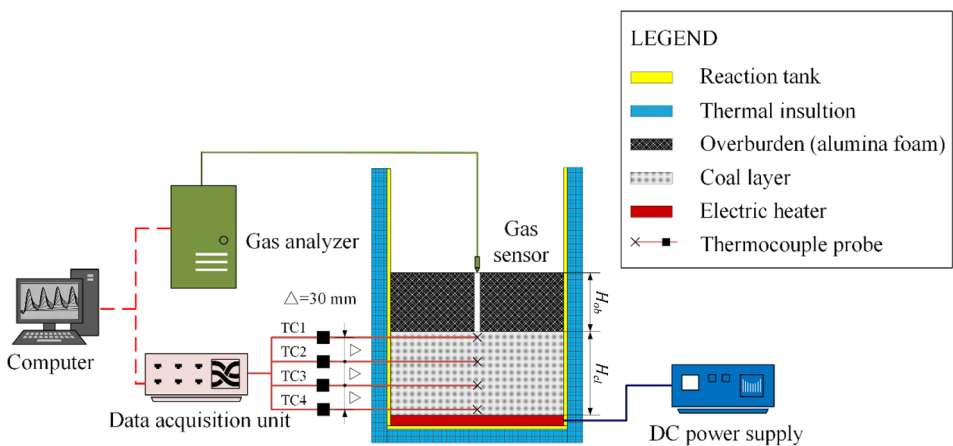 LEGEND
Reaction tank
Thermal insultion
Overburden (alumina foam)
Coal layer
Electric heater
Thermocouple probe
Gas analyzer
Gas
sensor
△=30 mm
TC1
TC2
TC3
TC4
H_ob
H_cl
Computer
Data acquisition unit
DC power supply